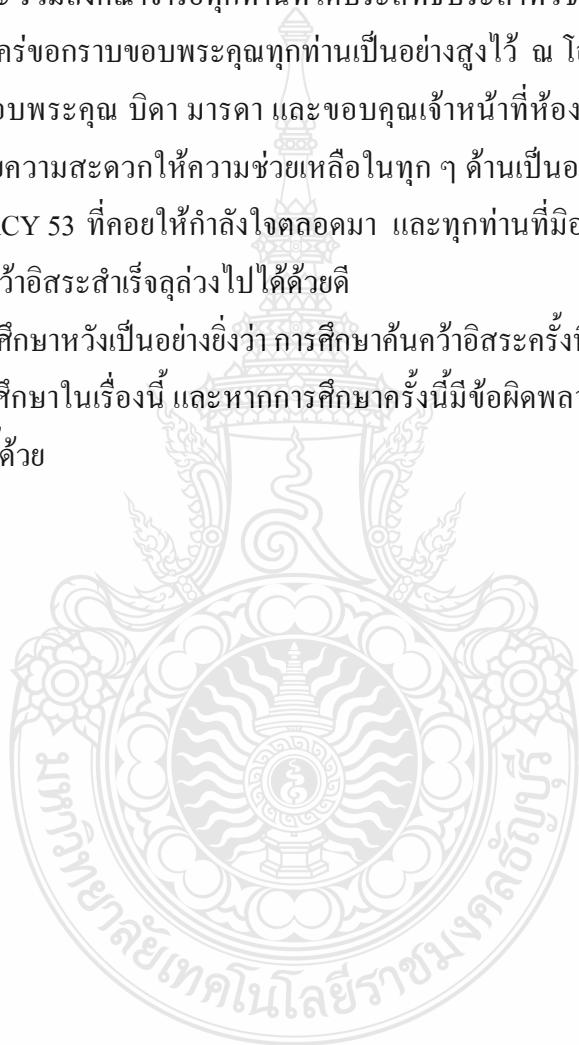 รวมถึงคณาจารย์ทุกท่านที่ได้ประสิทธิ์ประสาทวิช
คร่ขอกราบขอบพระคุณทุกท่านเป็นอย่างสูงไว้ ณ โอ
อบพระคุณ บิดา มารดา และขอบคุณเจ้าหน้าที่ห้อง
ยความสะดวกให้ความช่วยเหลือในทุก ๆ ด้านเป็นอ
ACY 53 ที่คอยให้กำลังใจตลอดมา และทุกท่านที่มิอ
ว้าอิสระสำเร็จลุล่วงไปได้ด้วยดี
ศึกษาหวังเป็นอย่างยิ่งว่า การศึกษาค้นคว้าอิสระครั้งนี
ศึกษาในเรื่องนี้ และหากการศึกษาครั้งนี้มีข้อผิดพลา
ด้วย
มหาวิทยาลัยเทคโนโลยีราชมงคลธัญบุรี